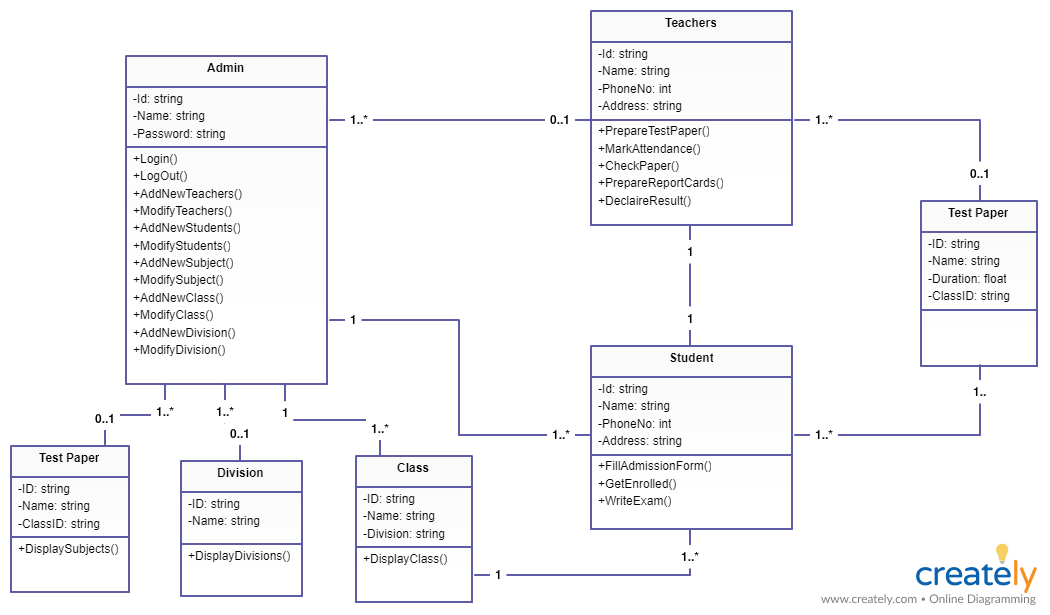 Teachers
-Id: string
-Name: string
-PhoneNo: int
-Address: string
+PrepareTestPaper()
+MarkAttendance()
+CheckPaper()
+PrepareReportCards()
+DeclaireResult()
Admin
-Id: string
-Name: string
-Password: string
+Login()
+LogOut()
+AddNewTeachers()
+ModifyTeachers()
+AddNewStudents()
+ModifyStudents()
+AddNewSubject()
+ModifySubject()
+AddNewClass()
+ModifyClass()
+AddNewDivision()
+ModifyDivision()
1..*
0..1
1..*
0..1
Test Paper
-ID: string
-Name: string
-Duration: float
-ClassID: string
1
1
1
1..*
Student
-Id: string
-Name: string
-PhoneNo: int
-Address: string
+FillAdmissionForm()
+GetEnrolled()
+WriteExam()
1..
1..*
1..*
0..1
1..*
0..1
1
1..*
Test Paper
-ID: string
-Name: string
-ClassID: string
+DisplaySubjects()
Division
-ID: string
-Name: string
+DisplayDivisions()
Class
-ID: string
-Name: string
-Division: string
+DisplayClass()
1
1..*
creately
www.creately.com • Online Diagramming